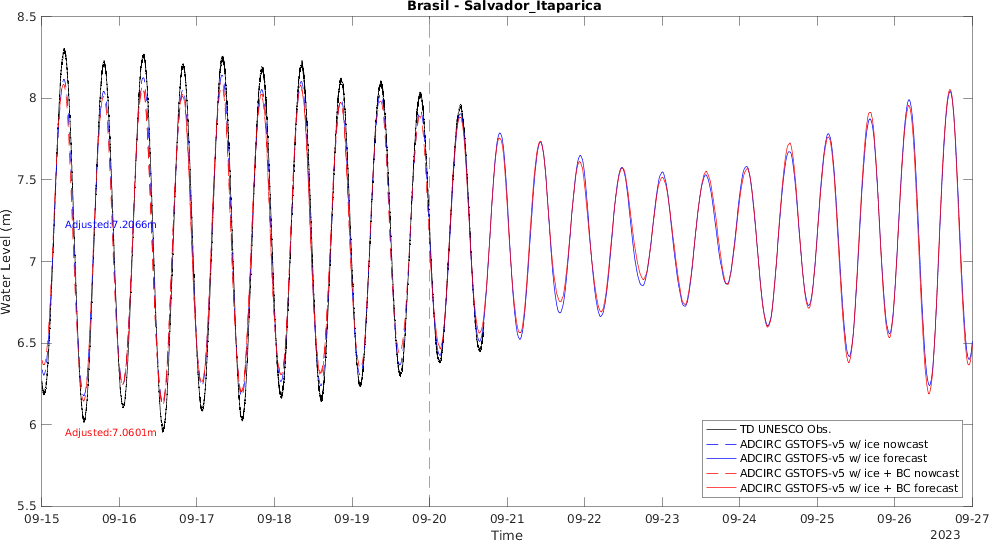 Brasil - Salvador_Itaparica
8.5
8
7.5
7
6.5
6
5.5
Water Level (m)
Adjusted:7.2066m
Adjusted:7.0601m
TD UNESCO Obs.
ADCIRC GSTOFS-v5 w/ ice nowcast
ADCIRC GSTOFS-v5 w/ ice forecast
ADCIRC GSTOFS-v5 w/ ice + BC nowcast
ADCIRC GSTOFS-v5 w/ ice + BC forecast
09-15 09-16 09-17 09-18 09-19 09-20 09-21 09-22 09-23 09-24 09-25 09-26 09-27
Time
2023